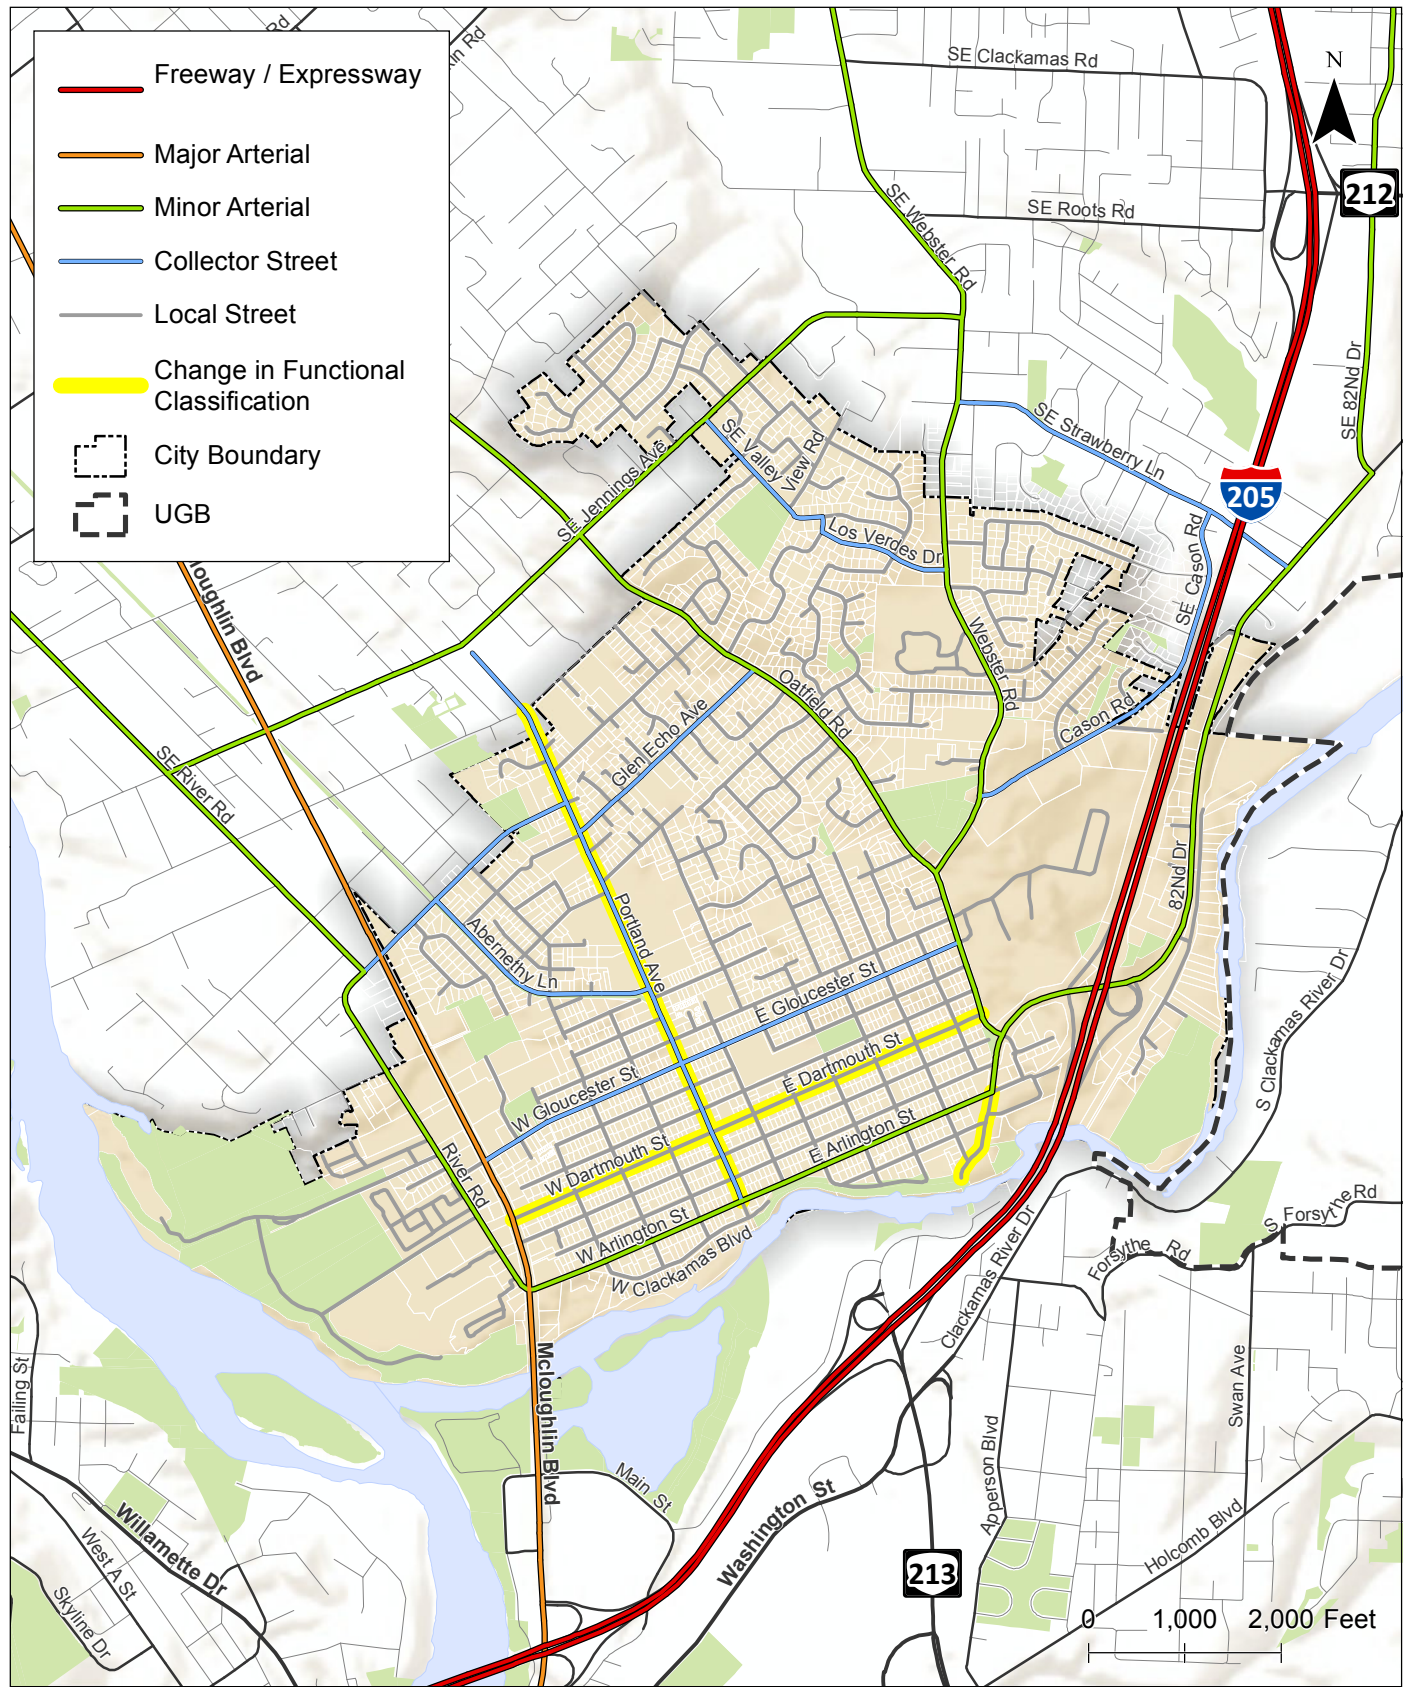 Freeway / Expressway
Major Arterial
Minor Arterial
Collector Street
Local Street
Change in Functional
Classification
City Boundary
UGB
Rd
Rd
SE Clackamas Rd
N
212
SE Webster Rd
SE Roots Rd
SE 82Nd Dr
SE Strawberry Ln
205
SE Valley
View Rd
SE Jennings Ave
Los Verdes Dr
SE Cason Rd
loughlin Blvd
Webster Rd
Oatfield Rd
Cason Rd
Glen Echo Ave
SE River Rd
82Nd Dr
Portland Ave
Abernethy Ln
E Gloucester St
S Clackamas River Dr
E Dartmouth St
W Gloucester St
E Arlington St
W Dartmouth St
River Rd
W Arlington St
W Clackamas Blvd
S Forsythe Rd
Forsythe Rd
Clackamas River Dr
Failing St
Mcloughlin Blvd
Swan Ave
Apperson Blvd
Main St
Washington St
Holcomb Blvd
Willamette Dr
West A St
Skyline Dr
213
0 1,000 2,000 Feet